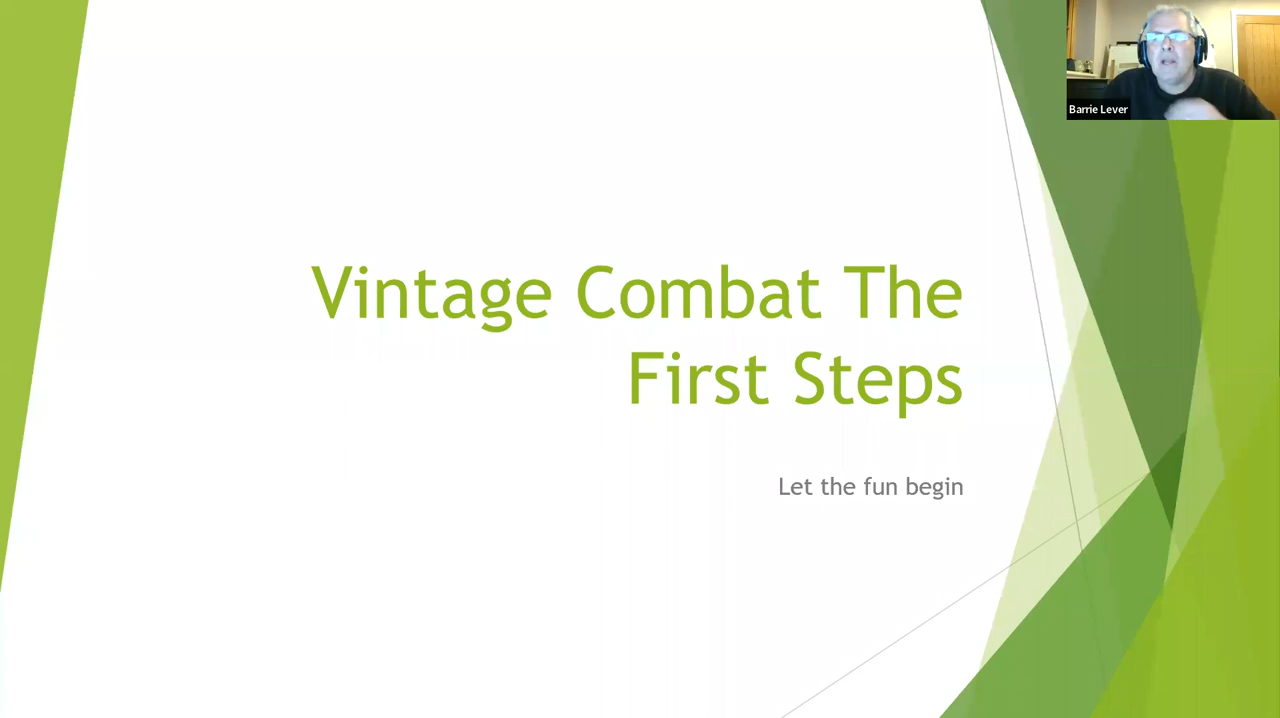 Barrie Lever
Vintage Combat The
First Steps
Let the fun begin